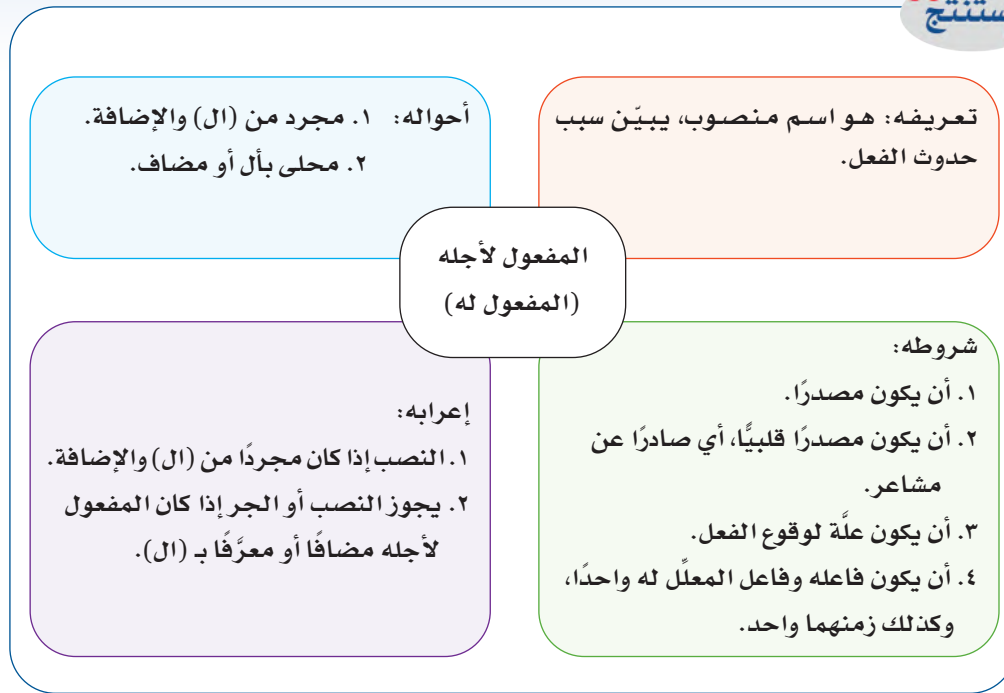 ستنتج
تعريفه: هو اسم منصوب، يبيّن سبب
حدوث الفعل.
أحواله: ١. مجرد من (ال) والإضافة.
٢. محلى بأل أو مضاف.
المفعول لأجله
(المفعول له)
شروطه:
١. أن يكون مصدرًا.
٢. أن يكون مصدرًا قلبيًّا، أي صادرًا عن
مشاعر.
٣. أن يكون علَّة لوقوع الفعل.
٤. أن يكون فاعله وفاعل المعلَّل له واحدًا،
وكذلك زمنهما واحد.
إعرابه:
١. النصب إذا كان مجردًا من (ال) والإضافة.
٢. يجوز النصب أو الجر إذا كان المفعول
لأجله مضافًا أو معرَّفًا بـ (ال).